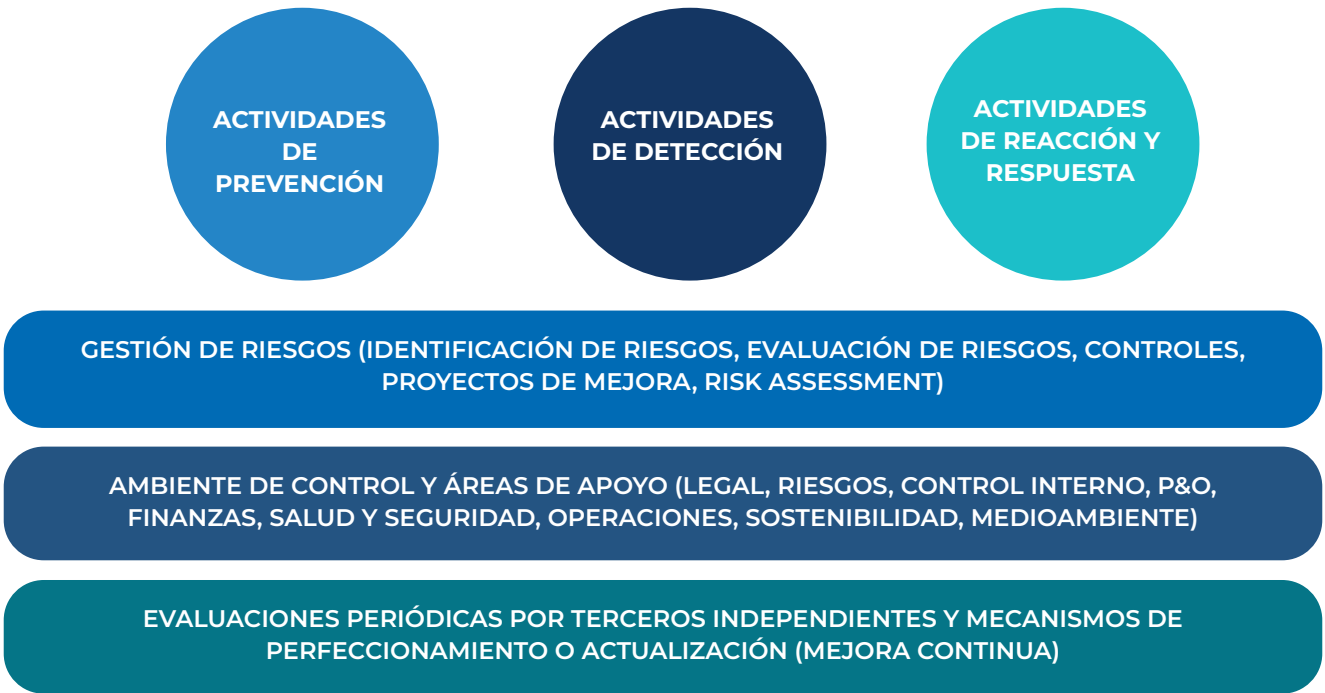 ACTIVIDADES
DE
PREVENCIÓN
ACTIVIDADES
DE DETECCIÓN
ACTIVIDADES
DE REACCIÓN Y
RESPUESTA
GESTIÓN DE RIESGOS (IDENTIFICACIÓN DE RIESGOS, EVALUACIÓN DE RIESGOS, CONTROLES,
PROYECTOS DE MEJORA, RISK ASSESSMENT)
AMBIENTE DE CONTROL Y ÁREAS DE APOYO (LEGAL, RIESGOS, CONTROL INTERNO, P&O,
FINANZAS, SALUD Y SEGURIDAD, OPERACIONES, SOSTENIBILIDAD, MEDIOAMBIENTE)
EVALUACIONES PERIÓDICAS POR TERCEROS INDEPENDIENTES Y MECANISMOS DE
PERFECCIONAMIENTO O ACTUALIZACIÓN (MEJORA CONTINUA)